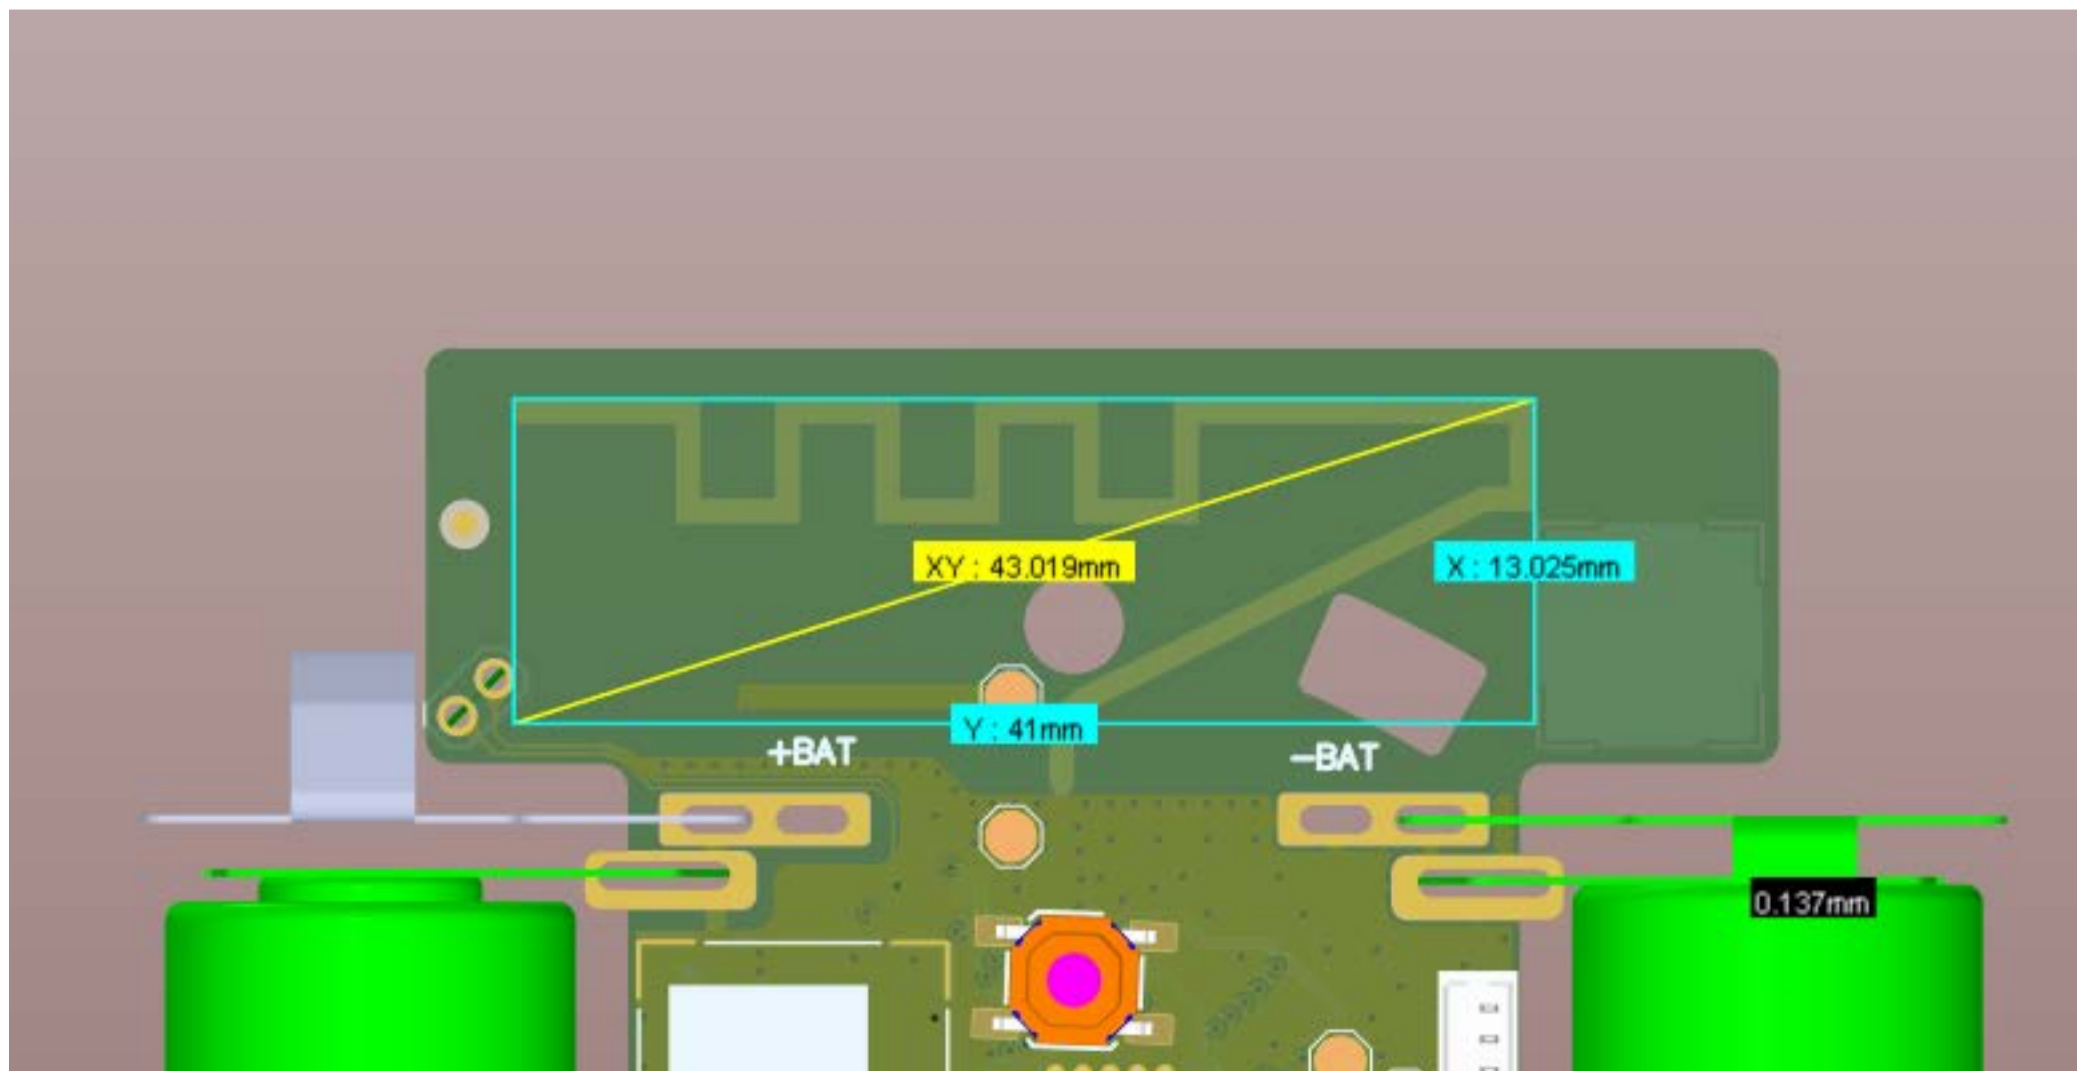 XY : 43.019mm
X : 13.025mm
Y : 41mm
+BAT
–BAT
0.137mm